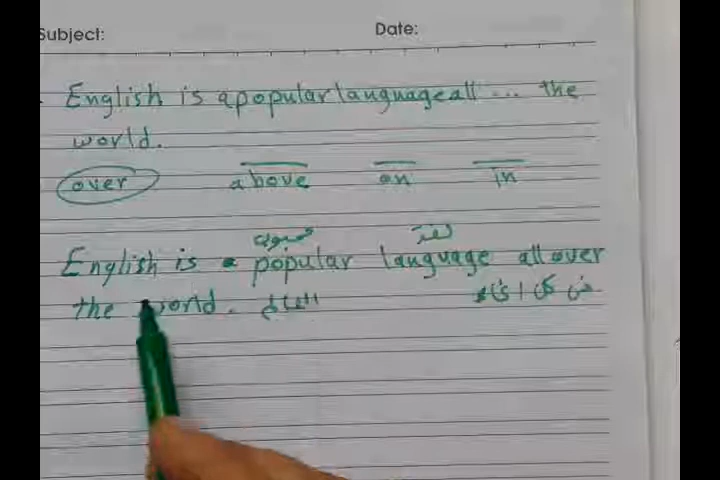 Subject:
Date:
English is a popular language all ... the
world.
over above on in
محبوبة لغة
English is a popular language all over
the world. العالم في كل انحاء